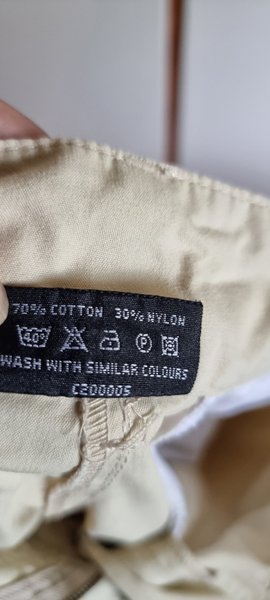 70% COTTON 30% NYLON
40° P
WASH WITH SIMILAR COLOURS
C200005